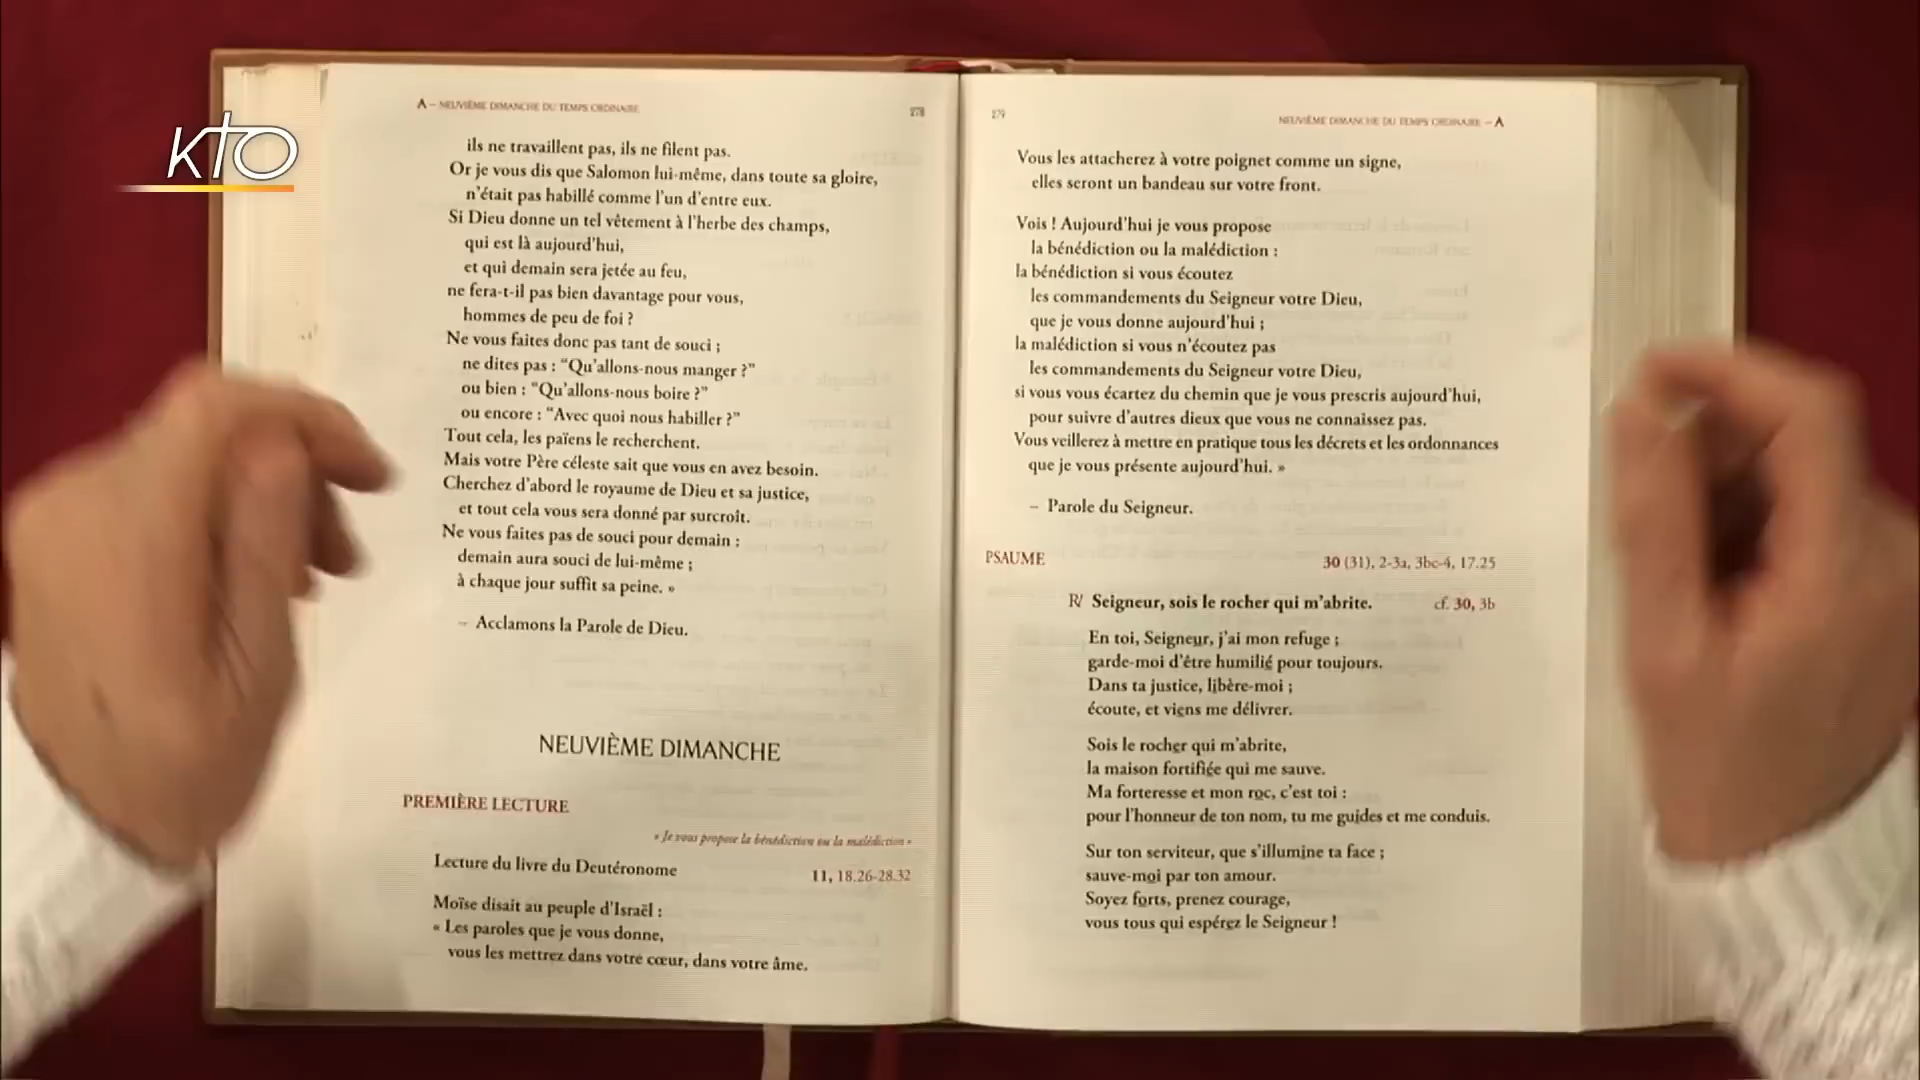 KTO
A – NEUVIÈME DIMANCHE DU TEMPS ORDINAIRE
278
ils ne travaillent pas, ils ne filent pas.
Or je vous dis que Salomon lui-même, dans toute sa gloire,
n'était pas habillé comme l'un d'entre eux.
Si Dieu donne un tel vêtement à l'herbe des champs,
qui est là aujourd'hui,
et qui demain sera jetée au feu,
ne fera-t-il pas bien davantage pour vous,
hommes de peu de foi ?
Ne vous faites donc pas tant de souci ;
ne dites pas : “Qu'allons-nous manger ?”
ou bien : “Qu'allons-nous boire ?”
ou encore : “Avec quoi nous habiller ?”
Tout cela, les païens le recherchent.
Mais votre Père céleste sait que vous en avez besoin.
Cherchez d'abord le royaume de Dieu et sa justice,
et tout cela vous sera donné par surcroît.
Ne vous faites pas de souci pour demain :
demain aura souci de lui-même ;
à chaque jour suffit sa peine. »
– Acclamons la Parole de Dieu.
NEUVIÈME DIMANCHE
PREMIÈRE LECTURE
« Je vous propose la bénédiction ou la malédiction »
Lecture du livre du Deutéronome
11, 18.26-28.32
Moïse disait au peuple d'Israël :
« Les paroles que je vous donne,
vous les mettrez dans votre cœur, dans votre âme.
279
NEUVIÈME DIMANCHE DU TEMPS ORDINAIRE – A
Vous les attacherez à votre poignet comme un signe,
elles seront un bandeau sur votre front.
Vois ! Aujourd'hui je vous propose
la bénédiction ou la malédiction :
la bénédiction si vous écoutez
les commandements du Seigneur votre Dieu,
que je vous donne aujourd'hui ;
la malédiction si vous n'écoutez pas
les commandements du Seigneur votre Dieu,
si vous vous écartez du chemin que je vous prescris aujourd'hui,
pour suivre d'autres dieux que vous ne connaissez pas.
Vous veillerez à mettre en pratique tous les décrets et les ordonnances
que je vous présente aujourd'hui. »
– Parole du Seigneur.
PSAUME
30 (31), 2-3a, 3bc-4, 17.25
R/ Seigneur, sois le rocher qui m'abrite.
cf. 30, 3b
En toi, Seigneur, j'ai mon refuge ;
garde-moi d'être humilié pour toujours.
Dans ta justice, libère-moi ;
écoute, et viens me délivrer.
Sois le rocher qui m'abrite,
la maison fortifiée qui me sauve.
Ma forteresse et mon roc, c'est toi :
pour l'honneur de ton nom, tu me guides et me conduis.
Sur ton serviteur, que s'illumine ta face ;
sauve-moi par ton amour.
Soyez forts, prenez courage,
vous tous qui espérez le Seigneur !